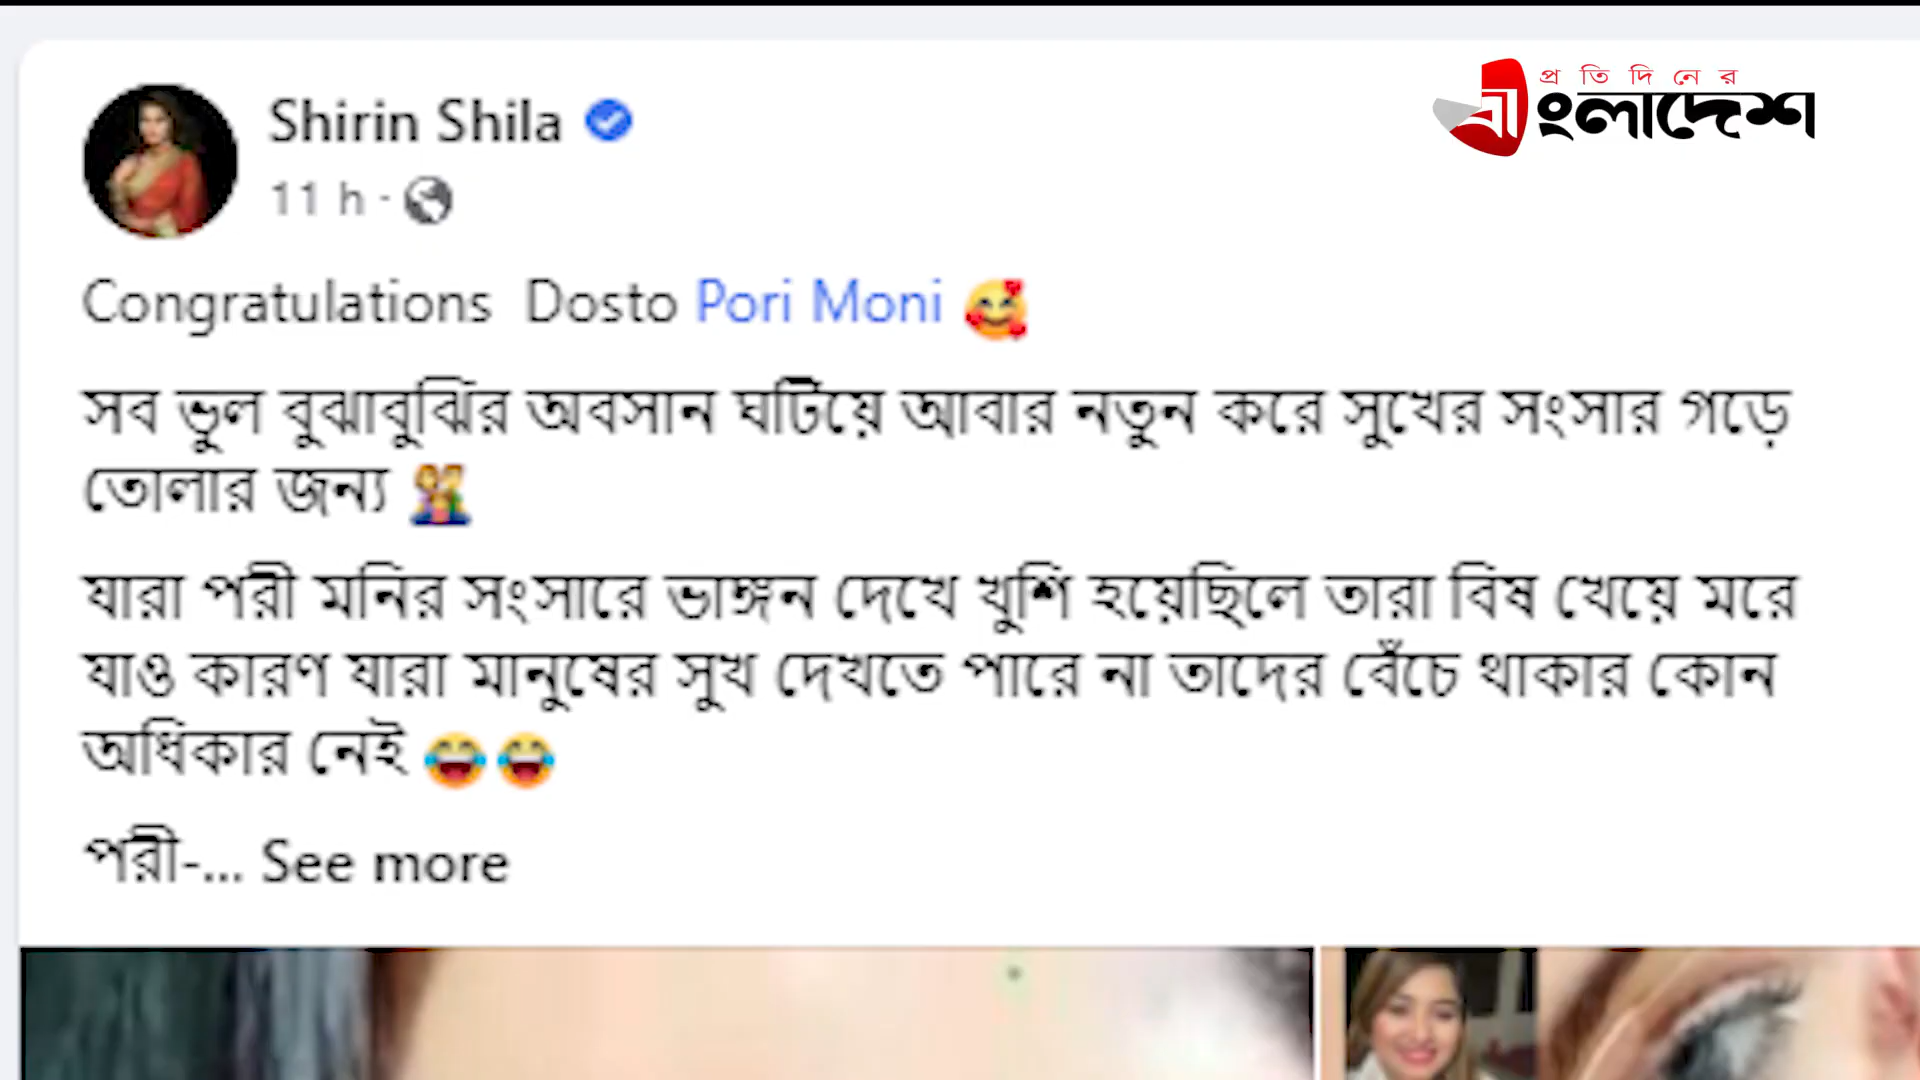 প্রতিদিনের
বাংলাদেশ
Shirin Shila
11 h ·
Congratulations Dosto Pori Moni 🥰
সব ভুল বুঝাবুঝির অবসান ঘটিয়ে আবার নতুন করে সুখের সংসার গড়ে
তোলার জন্য 👨‍👩‍👦
যারা পরী মনির সংসারে ভাঙ্গন দেখে খুশি হয়েছিলে তারা বিষ খেয়ে মরে
যাও কারণ যারা মানুষের সুখ দেখতে পারে না তাদের বেঁচে থাকার কোন
অধিকার নেই 😂😂
পরী-... See more